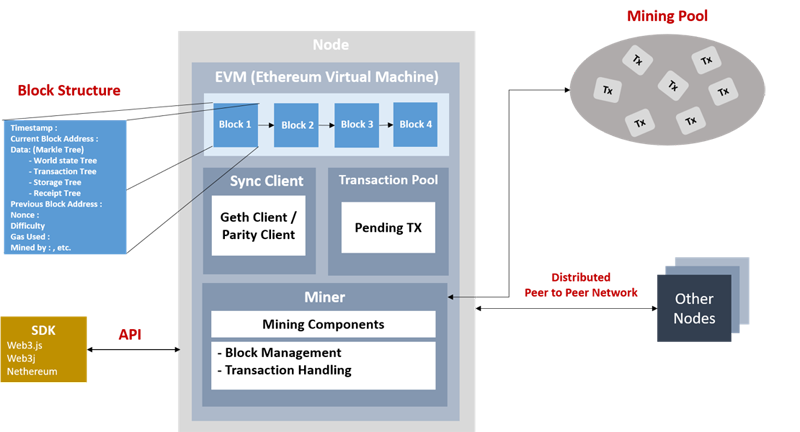 Mining Pool
Node
EVM (Ethereum Virtual Machine)
Block Structure
Tx
Tx
Tx
Tx
Tx
Tx
Tx
Block 1
Block 2
Block 3
Block 4
Timestamp :
Current Block Address :
Data: (Markle Tree)
- World state Tree
- Transaction Tree
- Storage Tree
- Receipt Tree
Previous Block Address :
Nonce :
Difficulty
Gas Used :
Mined by : , etc.
Sync Client
Geth Client /
Parity Client
Transaction Pool
Pending TX
Miner
Mining Components
- Block Management
- Transaction Handling
Distributed
Peer to Peer Network
Other
Nodes
SDK
Web3.js
Web3j
Nethereum
API